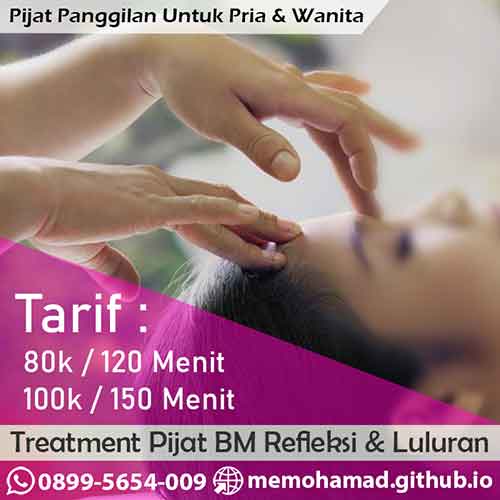 Pijat Panggilan Untuk Pria & Wanita
Tarif :
80k / 120 Menit
100k / 150 Menit
Treatment Pijat BM Refleksi & Luluran
0899-5654-009 memohamad.github.io